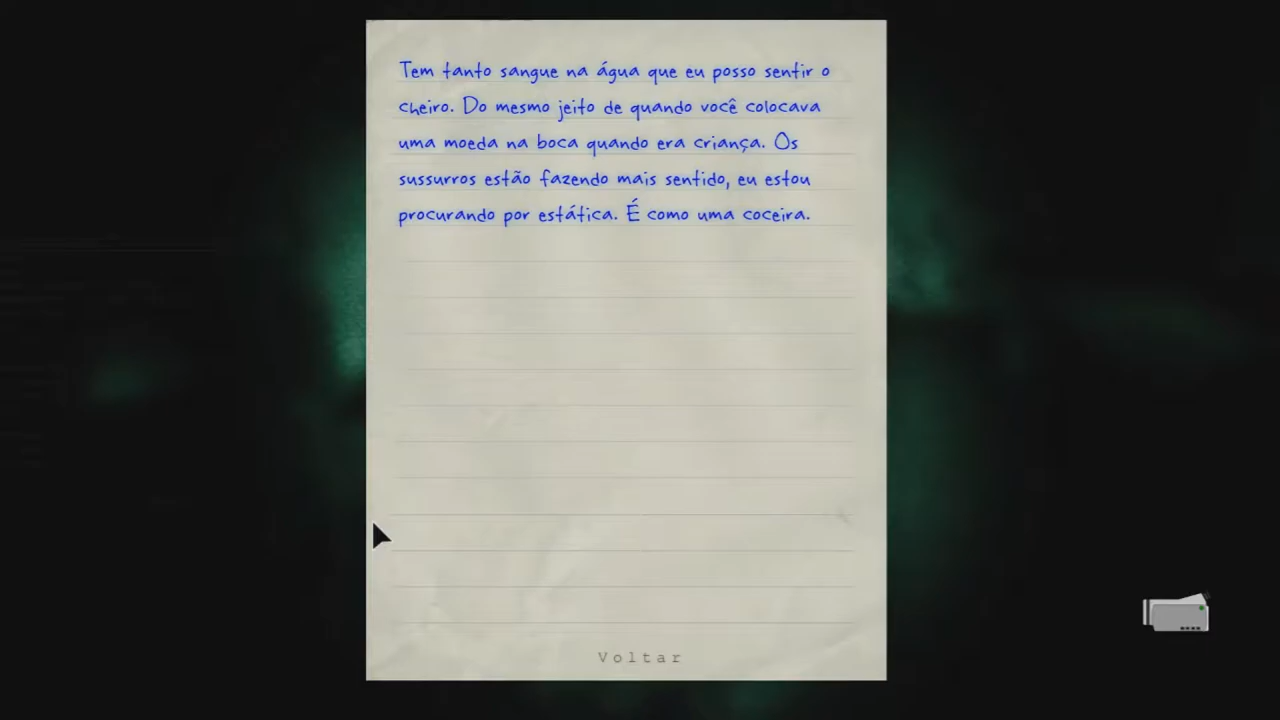 Tem tanto sangue na água que eu posso sentir o
cheiro. Do mesmo jeito de quando você colocava
uma moeda na boca quando era criança. Os
sussurros estão fazendo mais sentido, eu estou
procurando por estática. É como uma coceira.
Voltar